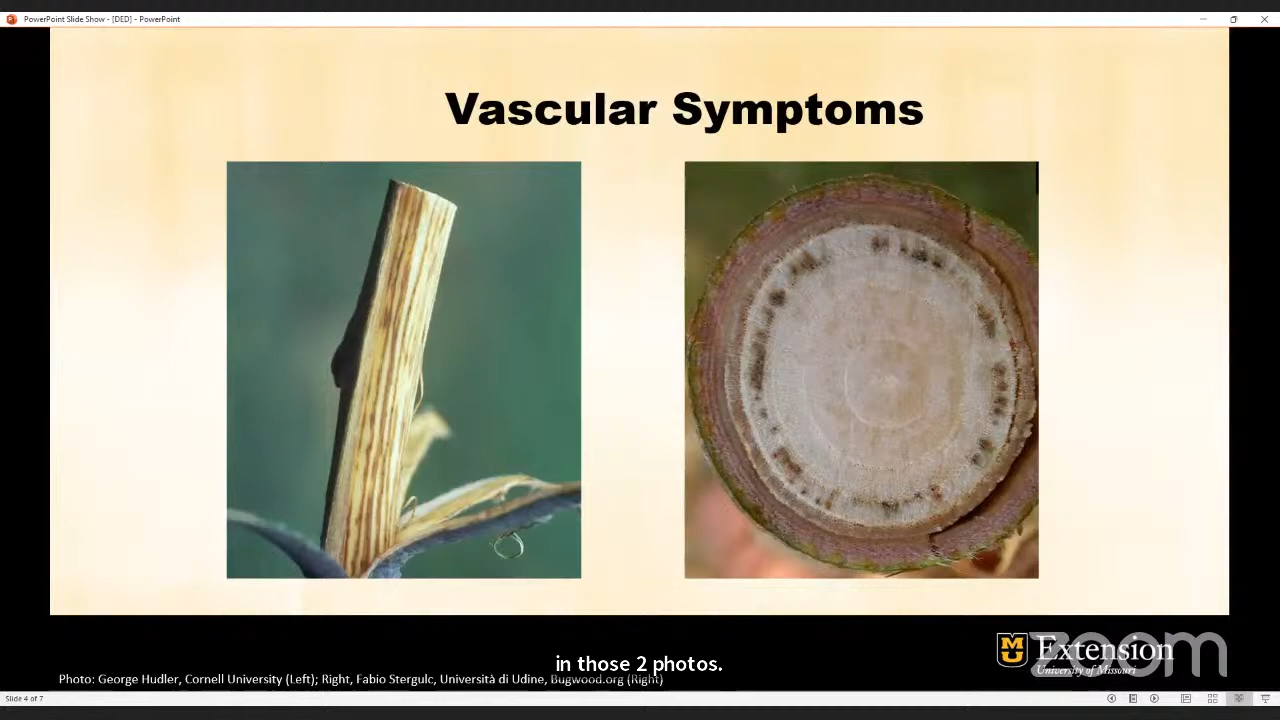 PowerPoint Slide Show - [DED] - PowerPoint
Vascular Symptoms
in those 2 photos.
MU
Extension
University of Missouri
zoom
Photo: George Hudler, Cornell University (Left); Right, Fabio Stergulc, Università di Udine, Bugwood.org (Right)
Slide 4 of 7